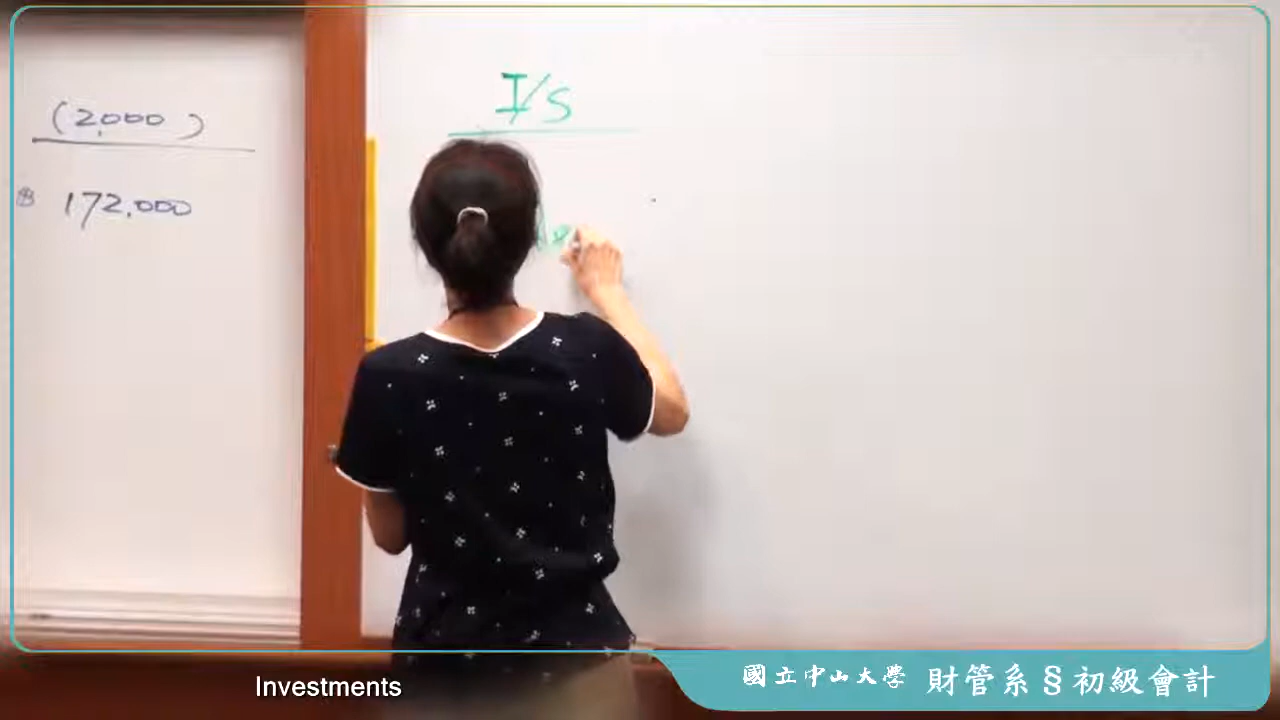 (2,000)
172,000
I/S
Investments
國立中山大學 財管系§初級會計